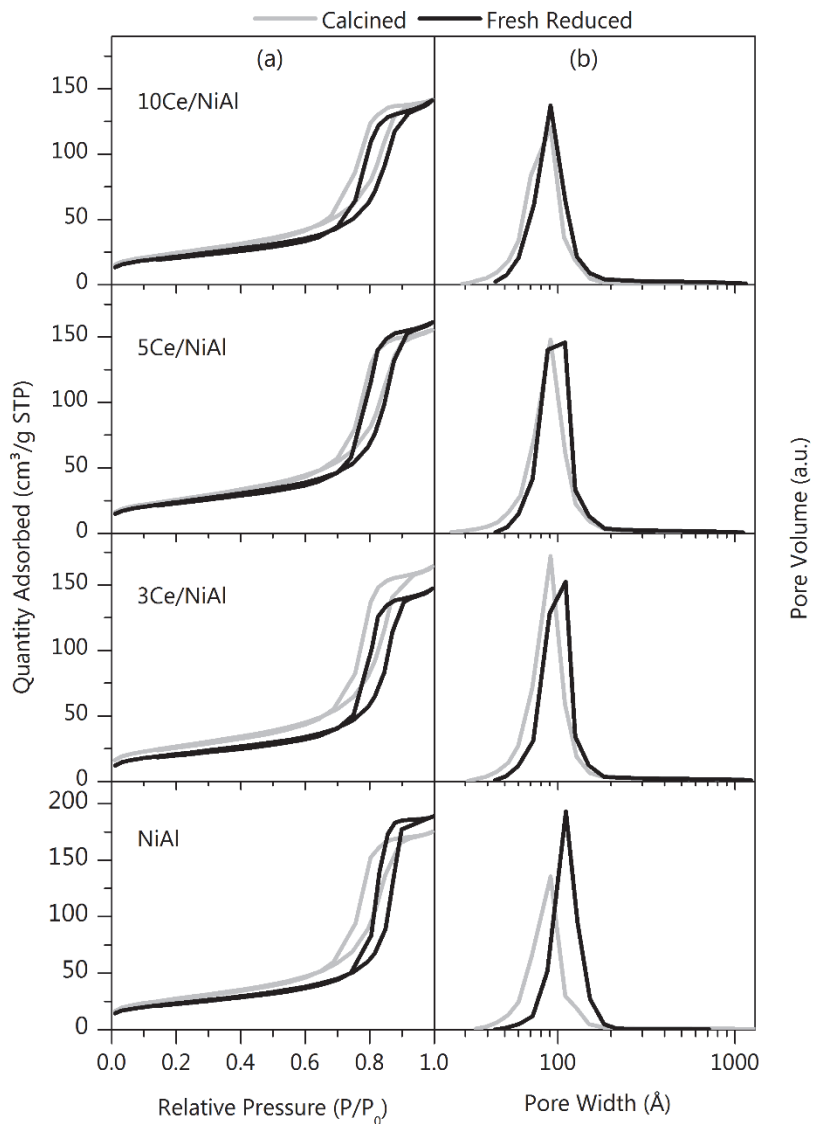 Calcined Fresh Reduced
(a) (b)
10Ce/NiAl
150
100
50
0
5Ce/NiAl
150
100
50
0
3Ce/NiAl
150
100
50
0
NiAl
200
150
100
50
0
0.0 0.2 0.4 0.6 0.8 1.0 100 1000
Relative Pressure (P/P₀) Pore Width (Å)
Quantity Adsorbed (cm³/g STP)
Pore Volume (a.u.)